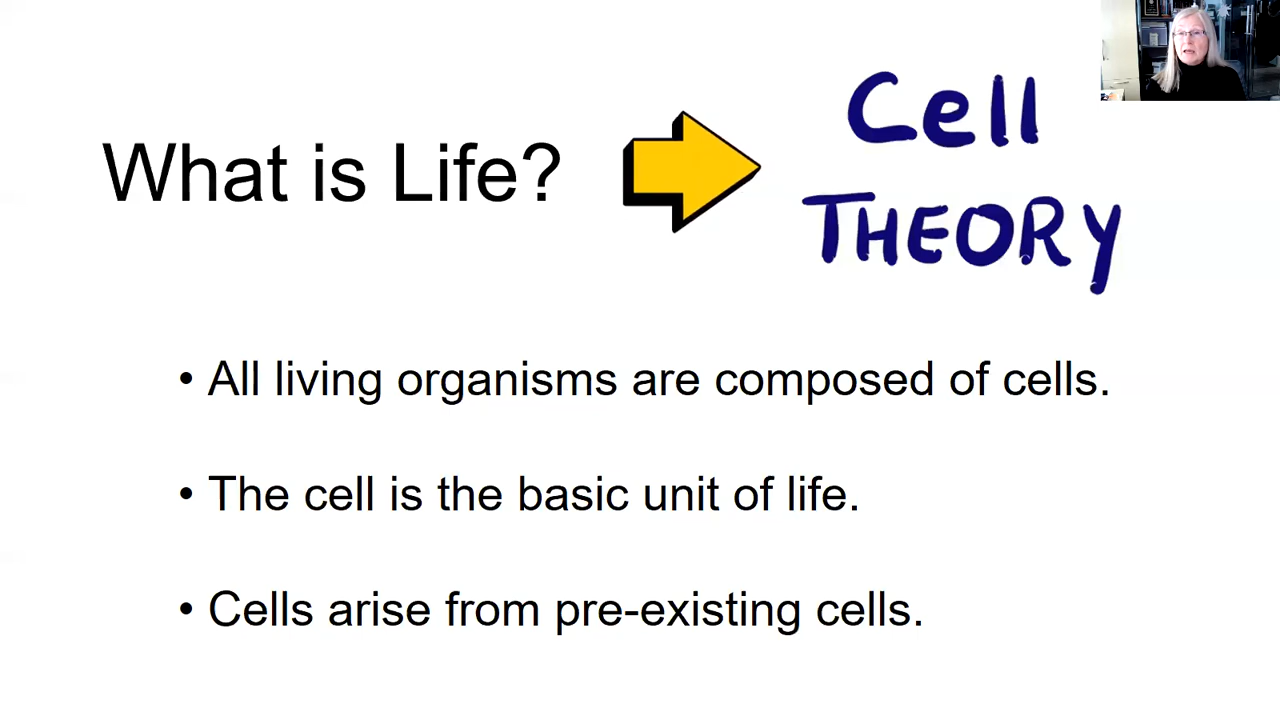 What is Life?
Cell
THEORY
• All living organisms are composed of cells.
• The cell is the basic unit of life.
• Cells arise from pre-existing cells.